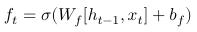 f_t = σ(W_f[h_{t−1}, x_t] + b_f)